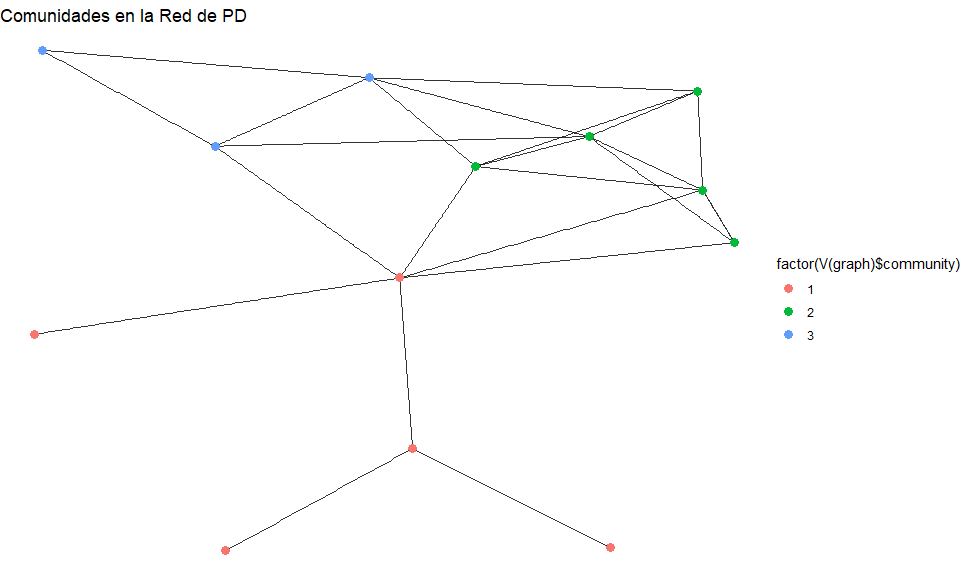 Comunidades en la Red de PD
factor(V(graph)$community)
1
2
3